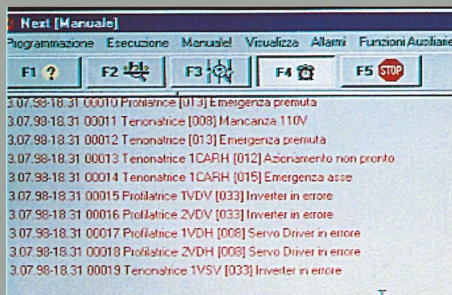 Next [Manuale]
Programmazione Esecuzione Manuale! Visualizza Allarmi Funzioni Ausiliarie
F1 ? F2 F3 F4 F5 STOP
3.07.98-18.31 00010 Profilatrice [013] Emergenza premuta
3.07.98-18.31 00011 Tenonatrice [008] Mancanza 110V
3.07.98-18.31 00012 Tenonatrice [013] Emergenza premuta
3.07.98-18.31 00013 Tenonatrice 1CARH [012] Azionamento non pronto
3.07.98-18.31 00014 Tenonatrice 1CARH [015] Emergenza asse
3.07.98-18.31 00015 Profilatrice 1VDV [033] Inverter in errore
3.07.98-18.31 00016 Profilatrice 2VDV [033] Inverter in errore
3.07.98-18.31 00017 Profilatrice 1VDH [008] Servo Driver in errore
3.07.98-18.31 00018 Profilatrice 2VDH [008] Servo Driver in errore
3.07.98-18.31 00019 Tenonatrice 1VSV [033] Inverter in errore